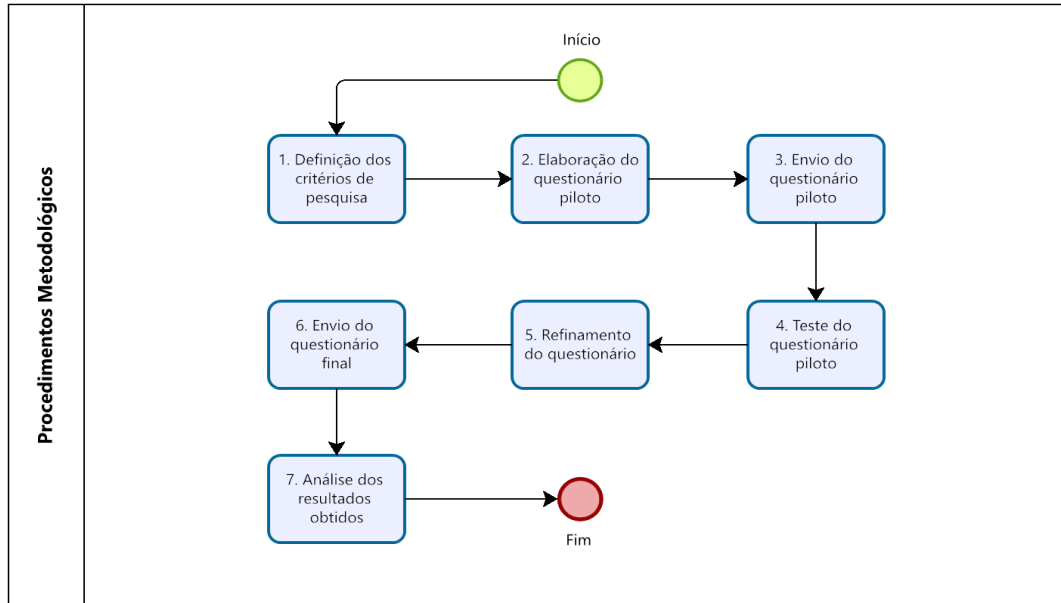 Procedimentos Metodológicos
Início
1. Definição dos
critérios de
pesquisa
2. Elaboração do
questionário
piloto
3. Envio do
questionário
piloto
4. Teste do
questionário
piloto
5. Refinamento
do questionário
6. Envio do
questionário
final
7. Análise dos
resultados
obtidos
Fim